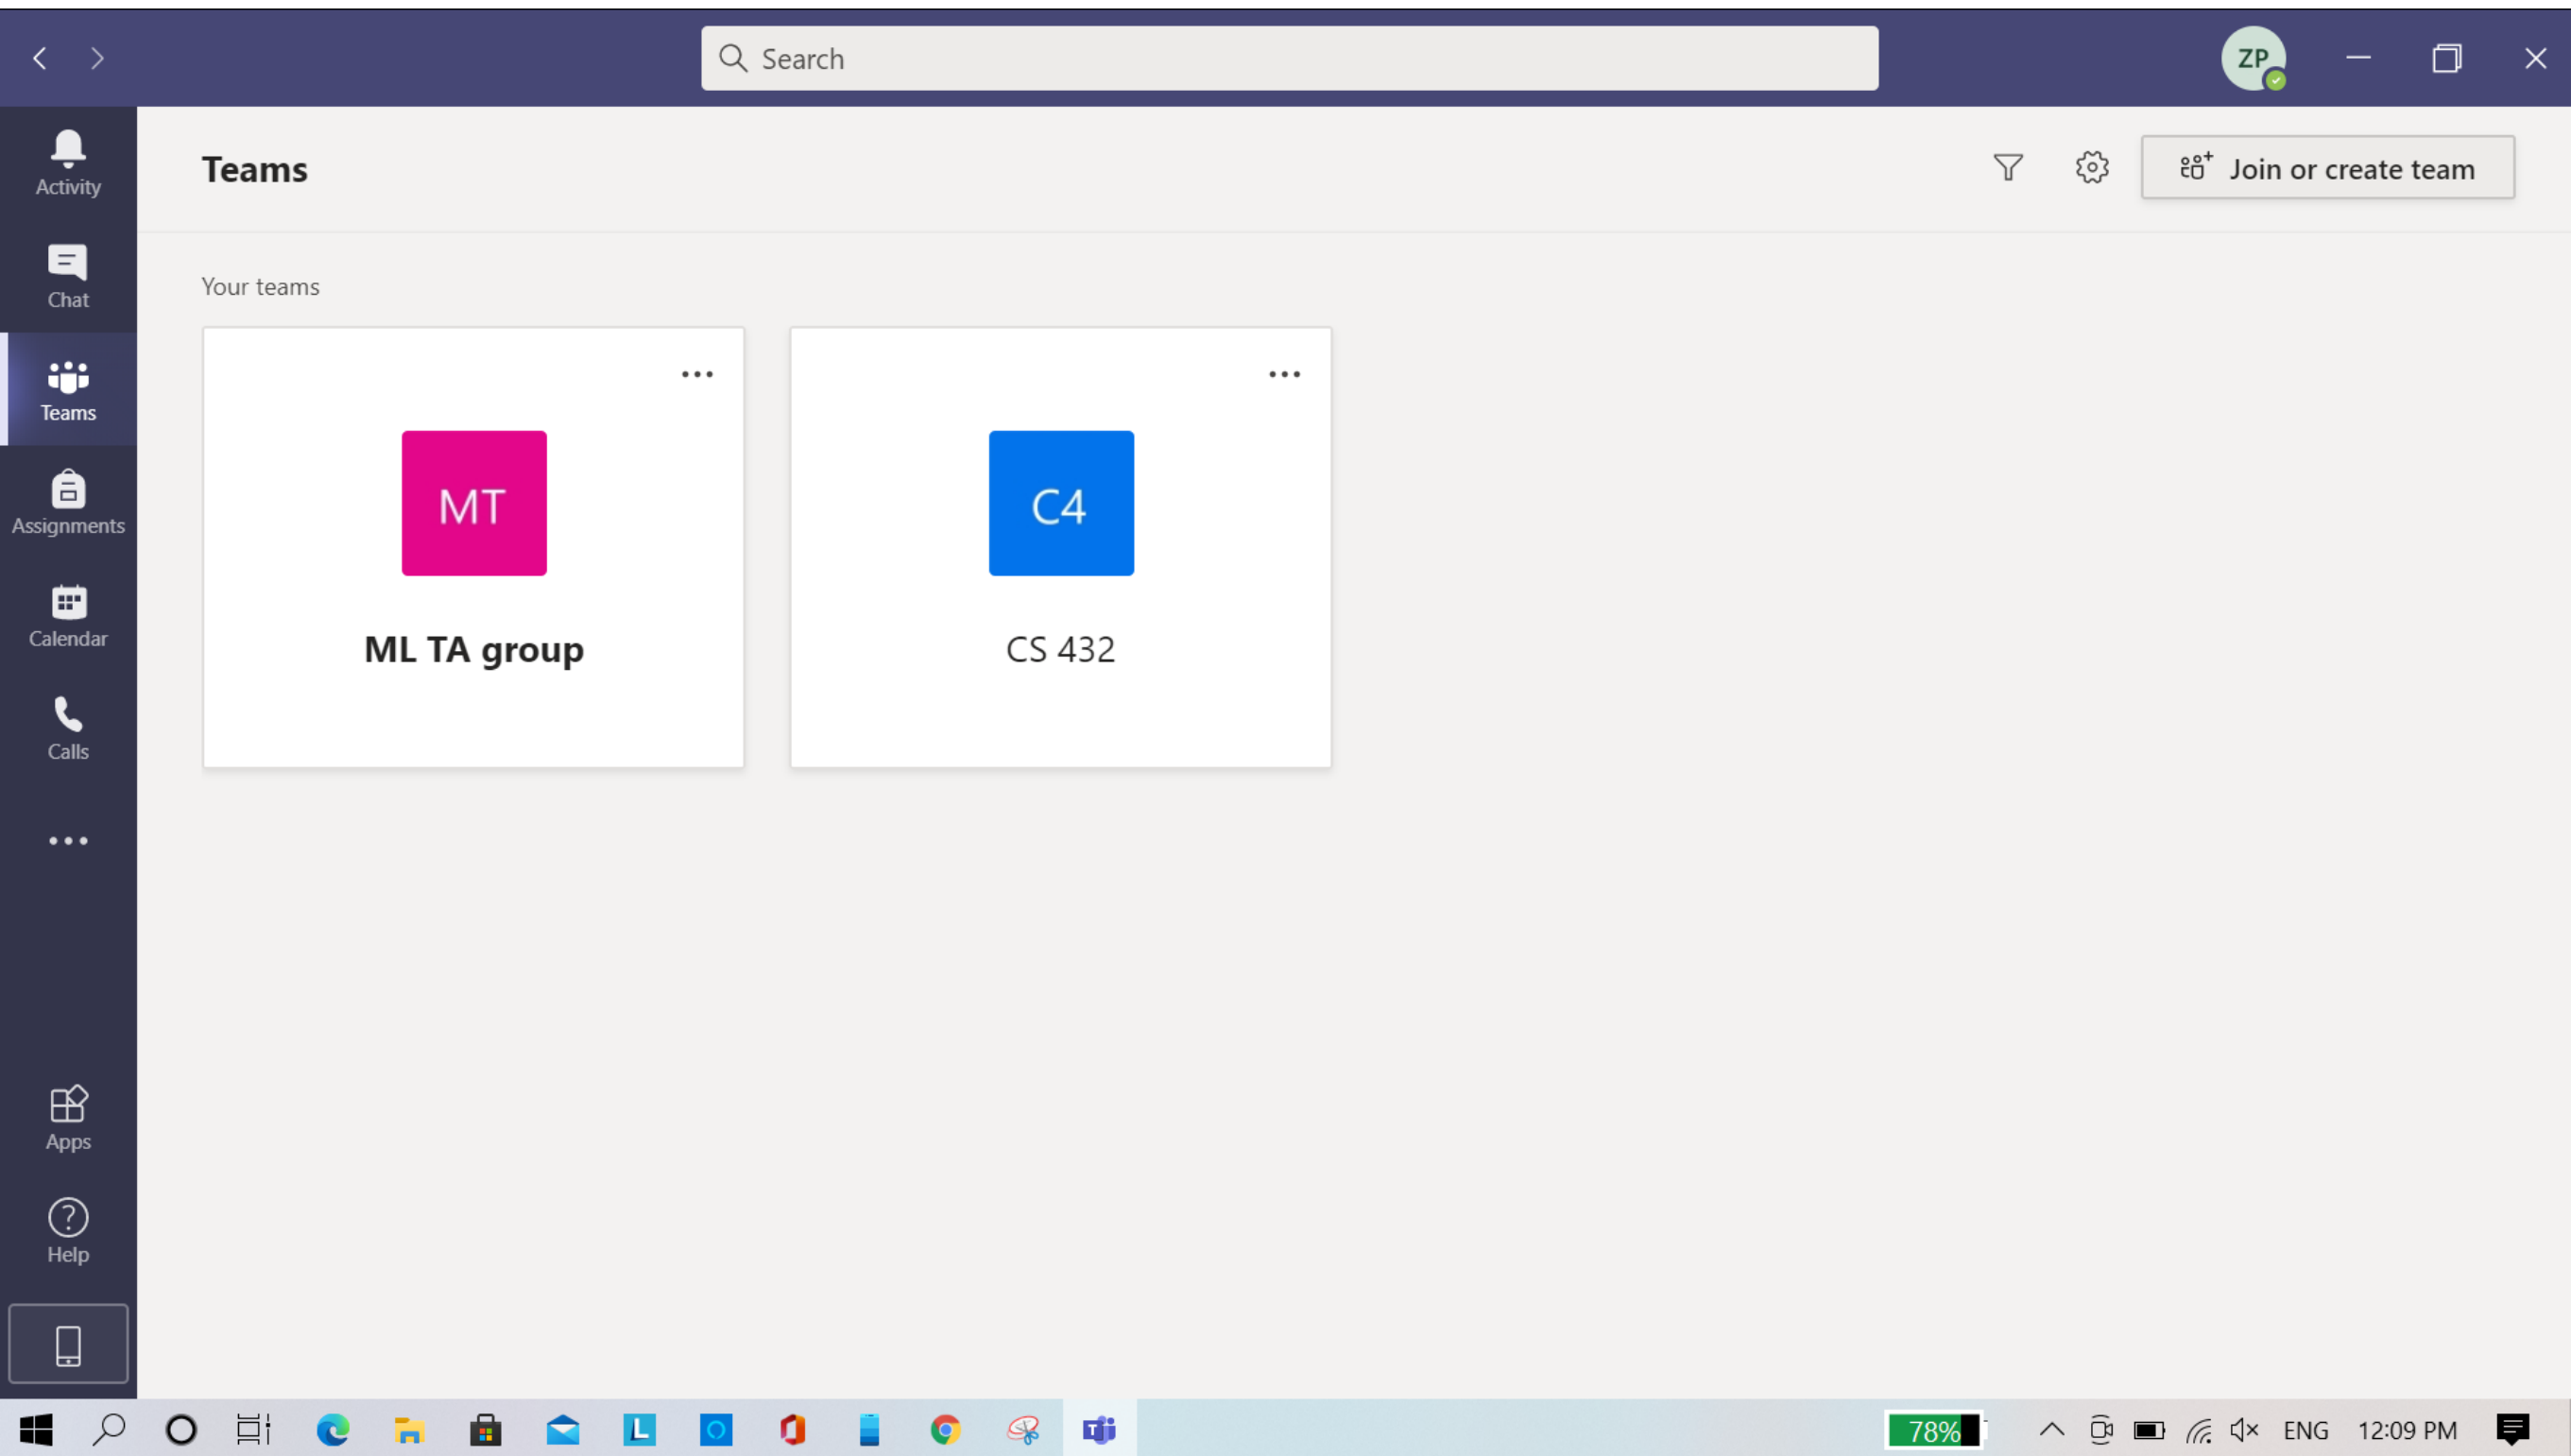 Search
ZP
Activity
Chat
Teams
Assignments
Calendar
Calls
Apps
Help
Teams
Join or create team
Your teams
MT
ML TA group
C4
CS 432
L
78%
ENG
12:09 PM